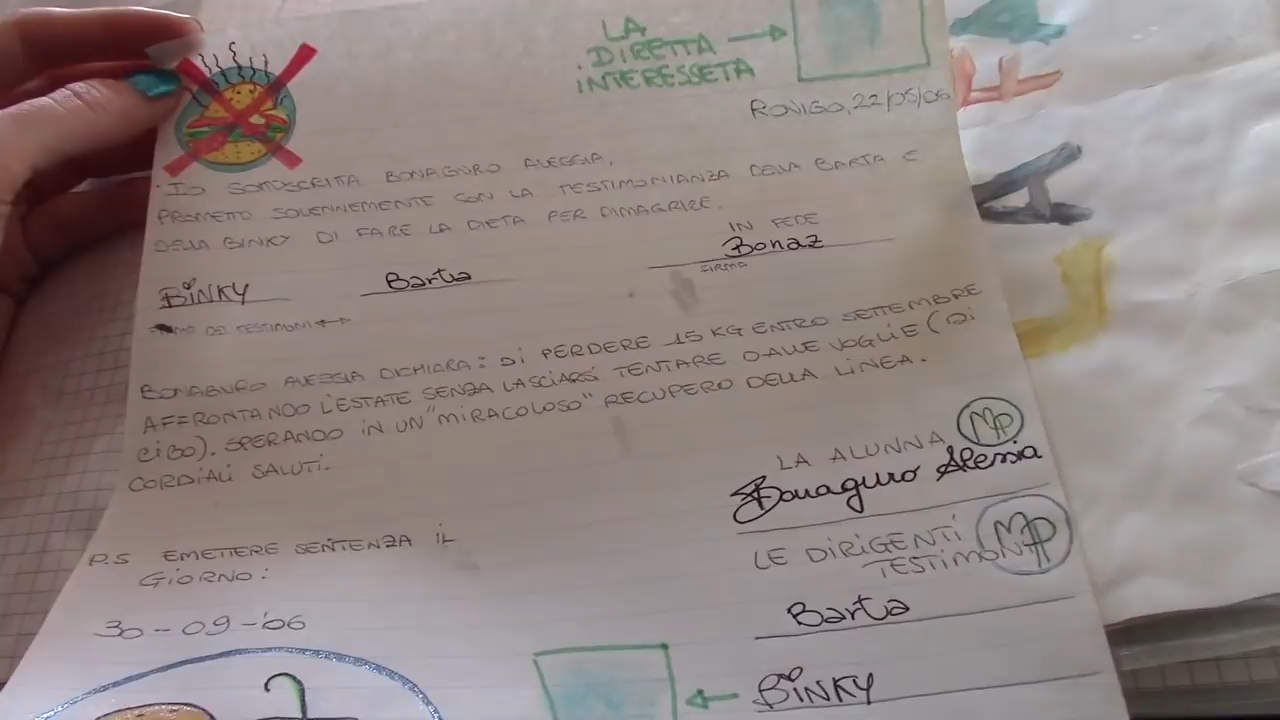 LA
DIRETTA
INTERESSETA
ROVIGO, 22/05/06
IO SOTTOSCRITTA BONAGURO ALESSIA,
PROMETTO SOLENNEMENTE CON LA TESTIMONIANZA DELLA BARTA E
DELLA BINKY DI FARE LA DIETA PER DIMAGRIRE.
IN FEDE
BINKY Barta Bonaz
FIRMA
DEI TESTIMONI
BONAGURO ALESSIA DICHIARA: DI PERDERE 15 KG ENTRO SETTEMBRE
AFFRONTANDO L'ESTATE SENZA LASCIARSI TENTARE DALLE VOGLIE (DI
CIBO). SPERANDO IN UN "MIRACOLOSO" RECUPERO DELLA LINEA.
CORDIALI SALUTI.
LA ALUNNA MP
Bonaguro Alessia
P.S EMETTERE SENTENZA IL
GIORNO:
30-09-'06
LE DIRIGENTI
TESTIMONI MP
Barta
BINKY